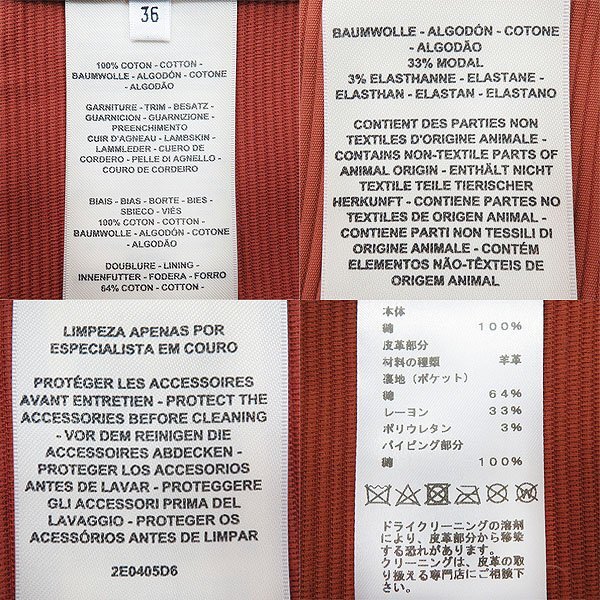 36
100% COTON - COTTON -
BAUMWOLLE - ALGODÓN - COTONE
- ALGODÃO
GARNITURE - TRIM - BESATZ -
GUARNICION - GUARNIZIONE -
PREENCHIMENTO
CUIR D'AGNEAU - LAMBSKIN -
LAMMLEDER - CUERO DE
CORDERO - PELLE DI AGNELLO -
COURO DE CORDEIRO
BIAIS - BIAS - BORTE - BIES -
SBIECO - VIÉS
100% COTON - COTTON -
BAUMWOLLE - ALGODÓN - COTONE
- ALGODÃO
DOUBLURE - LINING -
INNENFUTTER - FODERA - FORRO
64% COTON - COTTON -
BAUMWOLLE - ALGODÓN - COTONE
- ALGODÃO
33% MODAL
3% ELASTHANNE - ELASTANE -
ELASTHAN - ELASTAN - ELASTANO
CONTIENT DES PARTIES NON
TEXTILES D'ORIGINE ANIMALE -
CONTAINS NON-TEXTILE PARTS OF
ANIMAL ORIGIN - ENTHÄLT NICHT
TEXTILE TEILE TIERISCHER
HERKUNFT - CONTIENE PARTES NO
TEXTILES DE ORIGEN ANIMAL -
CONTIENE PARTI NON TESSILI DI
ORIGINE ANIMALE - CONTÉM
ELEMENTOS NÃO-TÊXTEIS DE
ORIGEM ANIMAL
LIMPEZA APENAS POR
ESPECIALISTA EM COURO
PROTÉGER LES ACCESSOIRES
AVANT ENTRETIEN - PROTECT THE
ACCESSORIES BEFORE CLEANING
- VOR DEM REINIGEN DIE
ACCESSOIRES ABDECKEN -
PROTEGER LOS ACCESORIOS
ANTES DE LAVAR - PROTEGGERE
GLI ACCESSORI PRIMA DEL
LAVAGGIO - PROTEGER OS
ACESSÓRIOS ANTES DE LIMPAR
2E0405D6
本体
綿 100%
皮革部分
材料の種類 羊革
裏地(ポケット)
綿 64%
レーヨン 33%
ポリウレタン 3%
パイピング部分
綿 100%
ドライクリーニングの溶剤
により、皮革部分から移染
する恐れがあります。
クリーニングは、皮革の取
り扱える専門店にご相談下
さい。